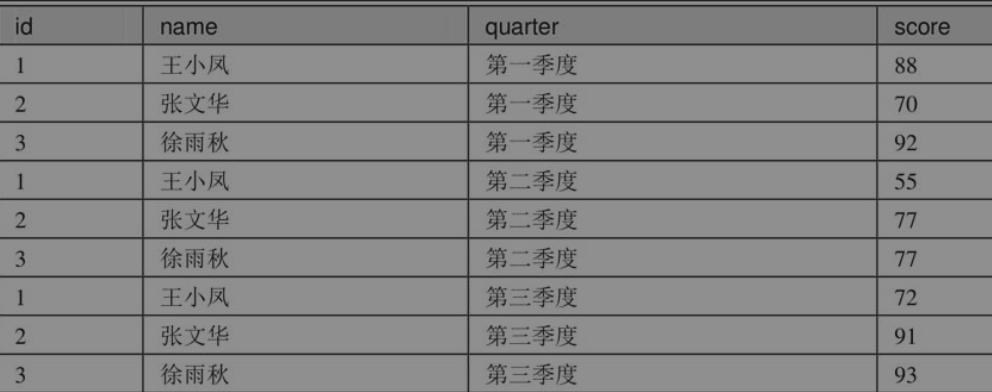 id name quarter score
1 王小凤 第一季度 88
2 张文华 第一季度 70
3 徐雨秋 第一季度 92
1 王小凤 第二季度 55
2 张文华 第二季度 77
3 徐雨秋 第二季度 77
1 王小凤 第三季度 72
2 张文华 第三季度 91
3 徐雨秋 第三季度 93